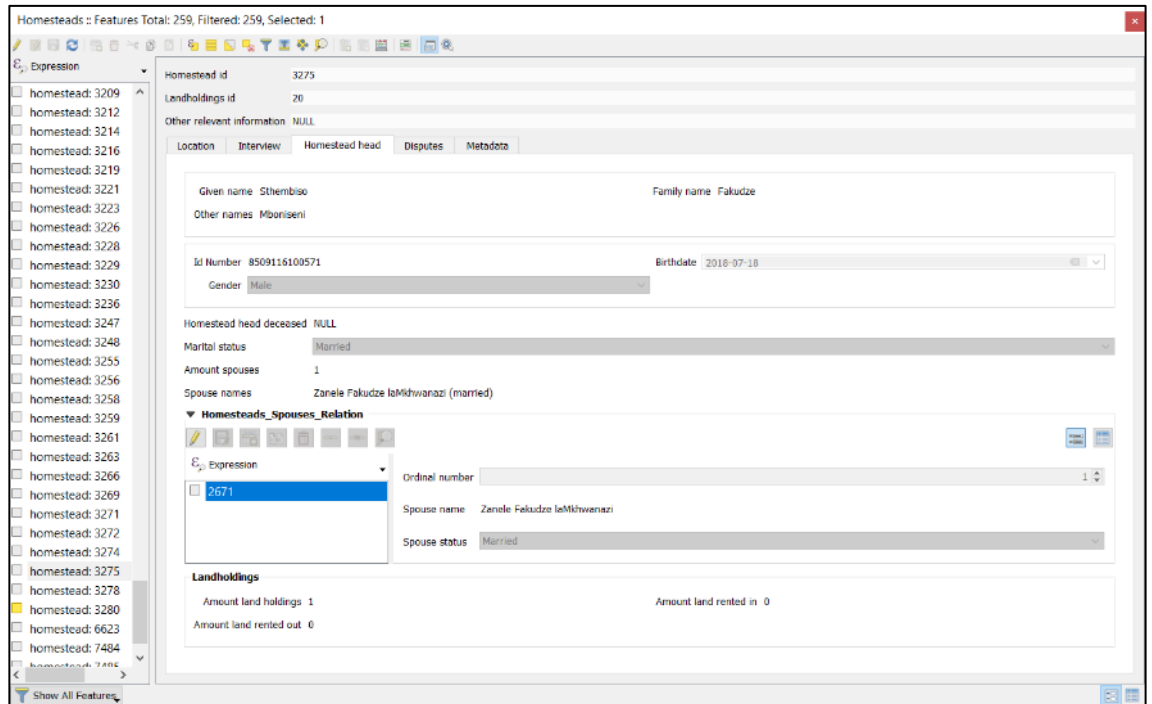 Homesteads :: Features Total: 259, Filtered: 259, Selected: 1
Expression
homestead: 3209
homestead: 3212
homestead: 3214
homestead: 3216
homestead: 3219
homestead: 3221
homestead: 3223
homestead: 3226
homestead: 3228
homestead: 3229
homestead: 3230
homestead: 3236
homestead: 3247
homestead: 3248
homestead: 3255
homestead: 3256
homestead: 3258
homestead: 3259
homestead: 3261
homestead: 3263
homestead: 3266
homestead: 3269
homestead: 3271
homestead: 3272
homestead: 3274
homestead: 3275
homestead: 3278
homestead: 3280
homestead: 6623
homestead: 7484
homestead: 7485
Show All Features
Homestead id 3275
Landholdings id 20
Other relevant information NULL
Location Interview Homestead head Disputes Metadata
Given name Sthembiso Family name Fakudze
Other names Mboniseni
Id Number 8509116100571 Birthdate 2018-07-18
Gender Male
Homestead head deceased NULL
Marital status Married
Amount spouses 1
Spouse names Zanele Fakudze laMkhwanazi (married)
Homesteads_Spouses_Relation
Expression
2671
Ordinal number 1
Spouse name Zanele Fakudze laMkhwanazi
Spouse status Married
Landholdings
Amount land holdings 1 Amount land rented in 0
Amount land rented out 0